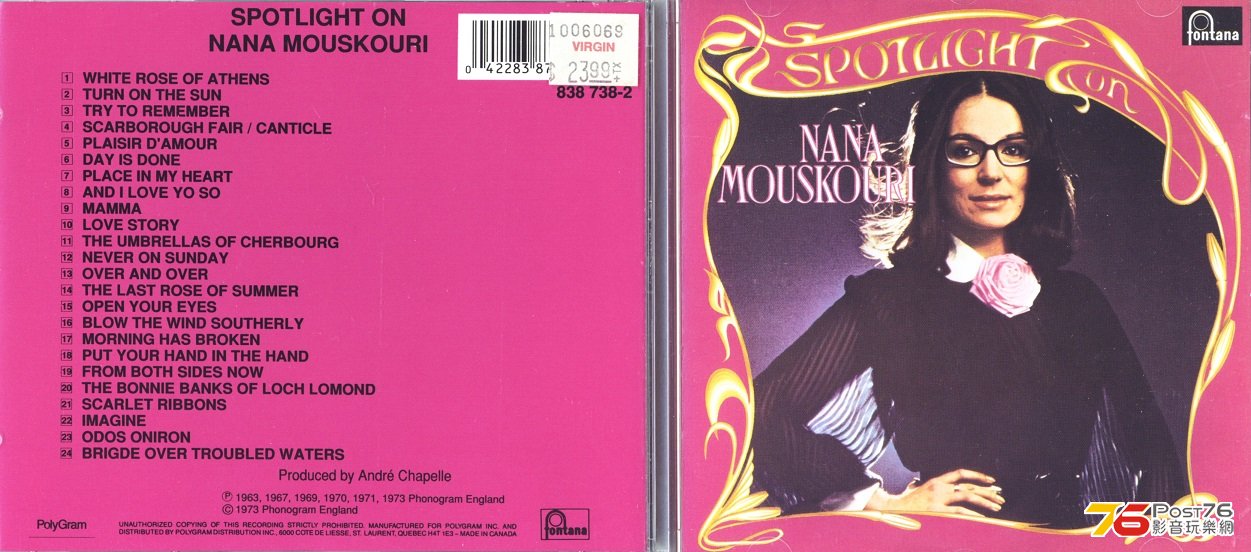 SPOTLIGHT ON
NANA MOUSKOURI
1006068
VIRGIN
$ 23.99 +TX
0 42283 87
838 738-2
1 WHITE ROSE OF ATHENS
2 TURN ON THE SUN
3 TRY TO REMEMBER
4 SCARBOROUGH FAIR / CANTICLE
5 PLAISIR D'AMOUR
6 DAY IS DONE
7 PLACE IN MY HEART
8 AND I LOVE YO SO
9 MAMMA
10 LOVE STORY
11 THE UMBRELLAS OF CHERBOURG
12 NEVER ON SUNDAY
13 OVER AND OVER
14 THE LAST ROSE OF SUMMER
15 OPEN YOUR EYES
16 BLOW THE WIND SOUTHERLY
17 MORNING HAS BROKEN
18 PUT YOUR HAND IN THE HAND
19 FROM BOTH SIDES NOW
20 THE BONNIE BANKS OF LOCH LOMOND
21 SCARLET RIBBONS
22 IMAGINE
23 ODOS ONIRON
24 BRIGDE OVER TROUBLED WATERS
Produced by André Chapelle
Ⓟ 1963, 1967, 1969, 1970, 1971, 1973 Phonogram England
© 1973 Phonogram England
PolyGram
UNAUTHORIZED COPYING OF THIS RECORDING STRICTLY PROHIBITED. MANUFACTURED FOR POLYGRAM INC. AND
DISTRIBUTED BY POLYGRAM DISTRIBUTION INC., 6000 COTE DE LIESSE, ST. LAURENT, QUEBEC H4T 1E3 – MADE IN CANADA
fontana
fontana
SPOTLIGHT
on
NANA
MOUSKOURI
76 Post76
影音玩樂網